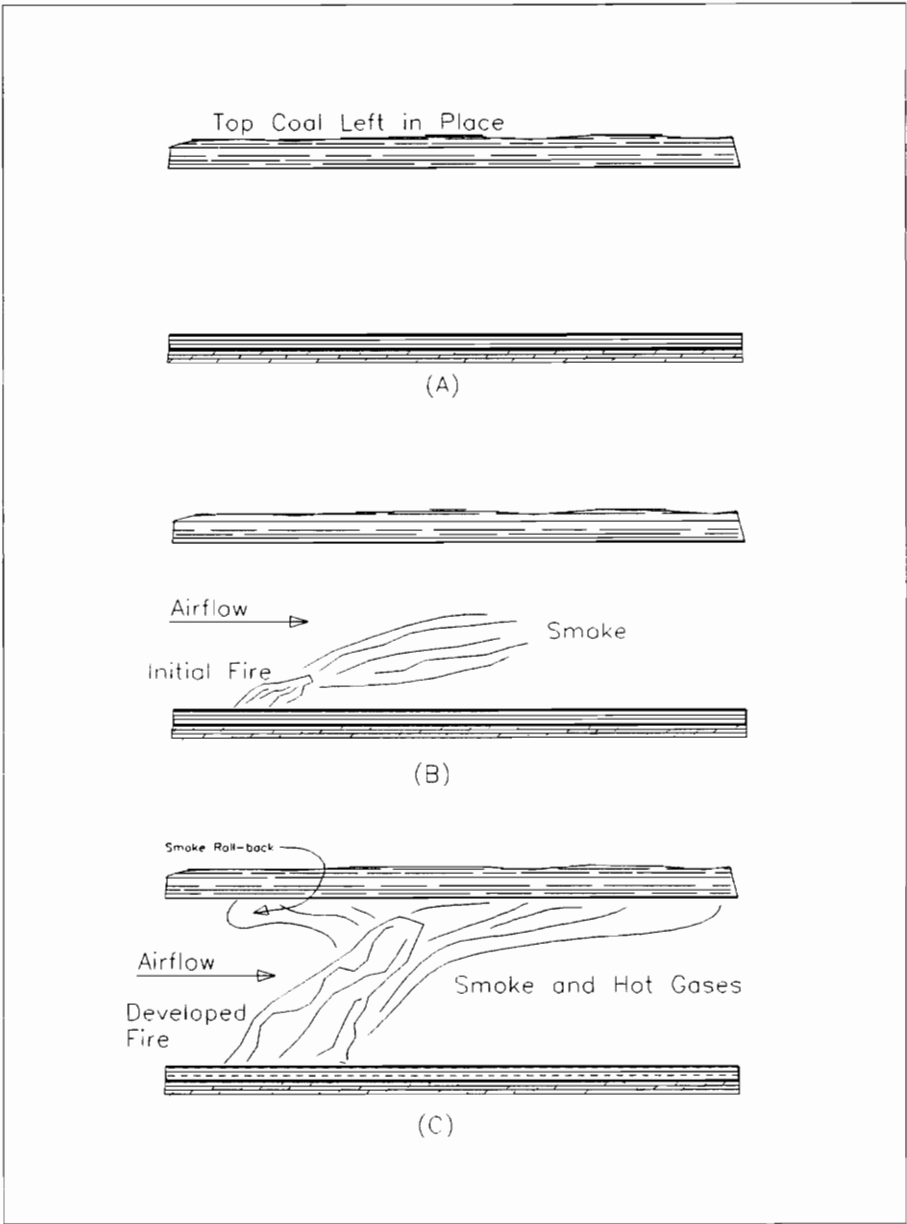 Top Coal Left in Place
(A)
Airflow
Smoke
Initial Fire
(B)
Smoke Roll-back
Airflow
Smoke and Hot Gases
Developed
Fire
(C)